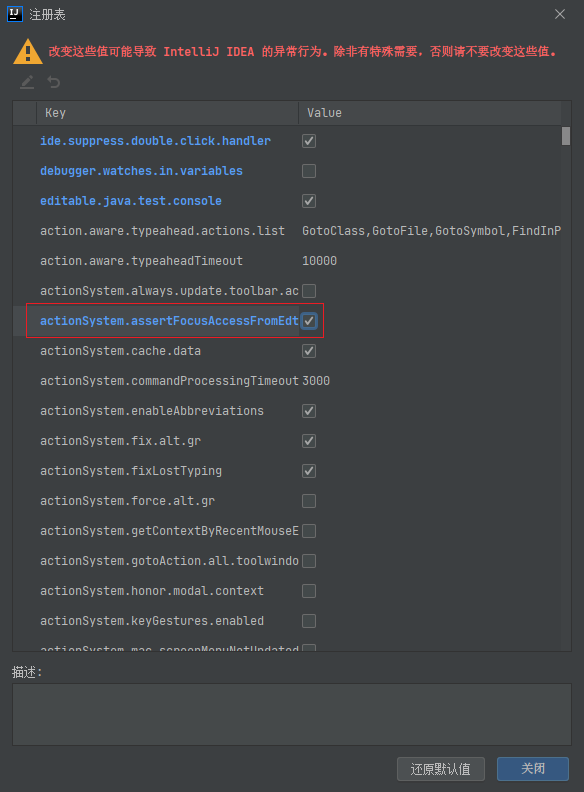 IJ 注册表
改变这些值可能导致 IntelliJ IDEA 的异常行为。除非有特殊需要，否则请不要改变这些值。
Key Value
ide.suppress.double.click.handler
debugger.watches.in.variables
editable.java.test.console
action.aware.typeahead.actions.list GotoClass,GotoFile,GotoSymbol,FindInP
action.aware.typeaheadTimeout 10000
actionSystem.always.update.toolbar.ac
actionSystem.assertFocusAccessFromEdt
actionSystem.cache.data
actionSystem.commandProcessingTimeout 3000
actionSystem.enableAbbreviations
actionSystem.fix.alt.gr
actionSystem.fixLostTyping
actionSystem.force.alt.gr
actionSystem.getContextByRecentMouseE
actionSystem.gotoAction.all.toolwindo
actionSystem.honor.modal.context
actionSystem.keyGestures.enabled
actionSystem.mac.screenMenuNotUpdated
描述:
还原默认值 关闭